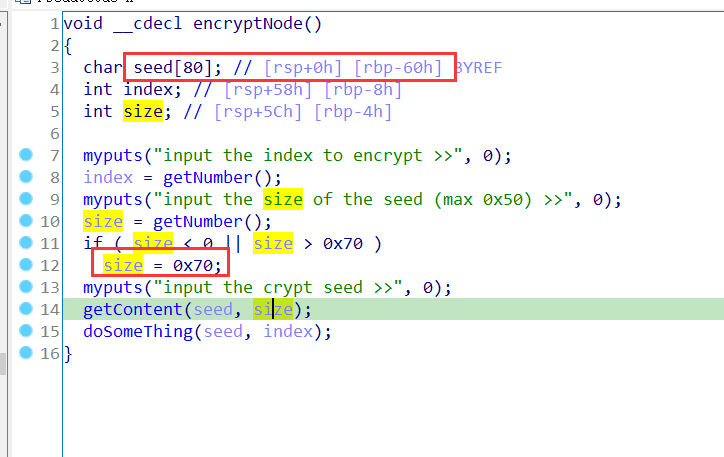 1 void __cdecl encryptNode()
2 {
3 char seed[80]; // [rsp+0h] [rbp-60h] BYREF
4 int index; // [rsp+58h] [rbp-8h]
5 int size; // [rsp+5Ch] [rbp-4h]
6
7 myputs("input the index to encrypt >>", 0);
8 index = getNumber();
9 myputs("input the size of the seed (max 0x50) >>", 0);
10 size = getNumber();
11 if ( size < 0 || size > 0x70 )
12 size = 0x70;
13 myputs("input the crypt seed >>", 0);
14 getContent(seed, size);
15 doSomeThing(seed, index);
16 }